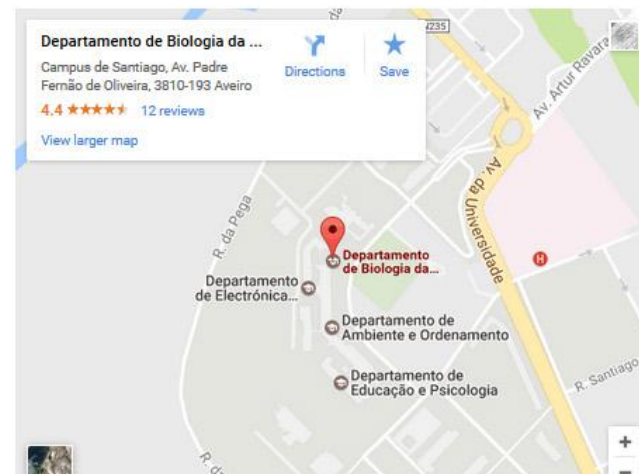 Departamento de Biologia da ...
Campus de Santiago, Av. Padre
Fernão de Oliveira, 3810-193 Aveiro
4.4
12 reviews
View larger map
Directions
Save
N235
Av. Artur Ravara
Av. da Universidade
R. da Pega
H
Departamento
de Biologia da...
Departamento
de Electrónica...
Departamento de
Ambiente e Ordenamento
Departamento de
Educação e Psicologia
R. Santiago
R. da
+
−